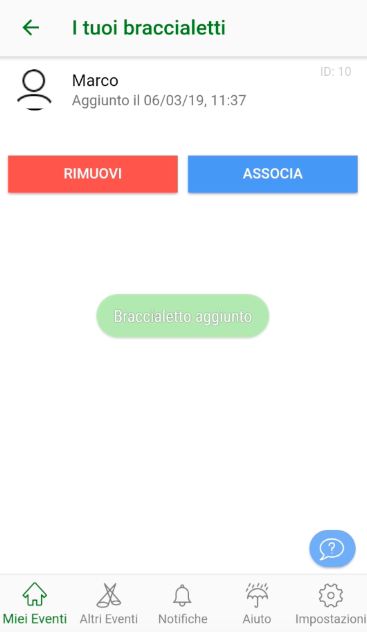 I tuoi braccialetti
ID: 10
Marco
Aggiunto il 06/03/19, 11:37
RIMUOVI ASSOCIA
Braccialetto aggiunto
?
Miei Eventi Altri Eventi Notifiche Aiuto Impostazioni